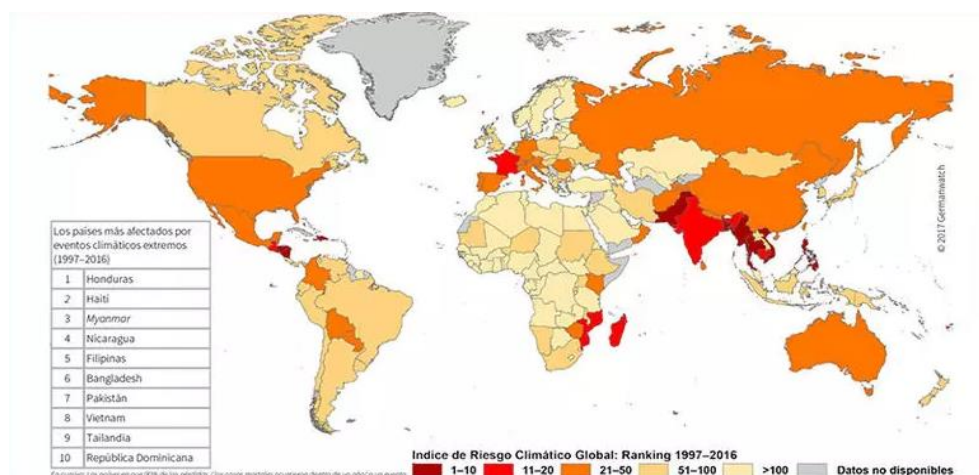 Los países más afectados por
eventos climáticos extremos
(1997–2016)
1 Honduras
2 Haití
3 Myanmar
4 Nicaragua
5 Filipinas
6 Bangladesh
7 Pakistán
8 Vietnam
9 Tailandia
10 República Dominicana
© 2017 Germanwatch
Indice de Riesgo Climático Global: Ranking 1997–2016
1–10 11–20 21–50 51–100 >100 Datos no disponibles